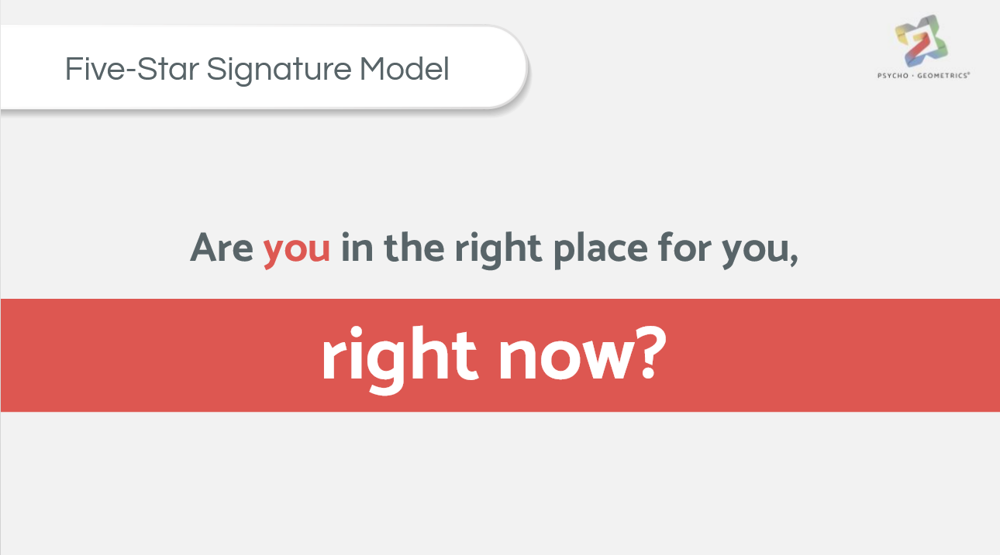 Five-Star Signature Model
PSYCHO · GEOMETRICS®
Are you in the right place for you,
right now?